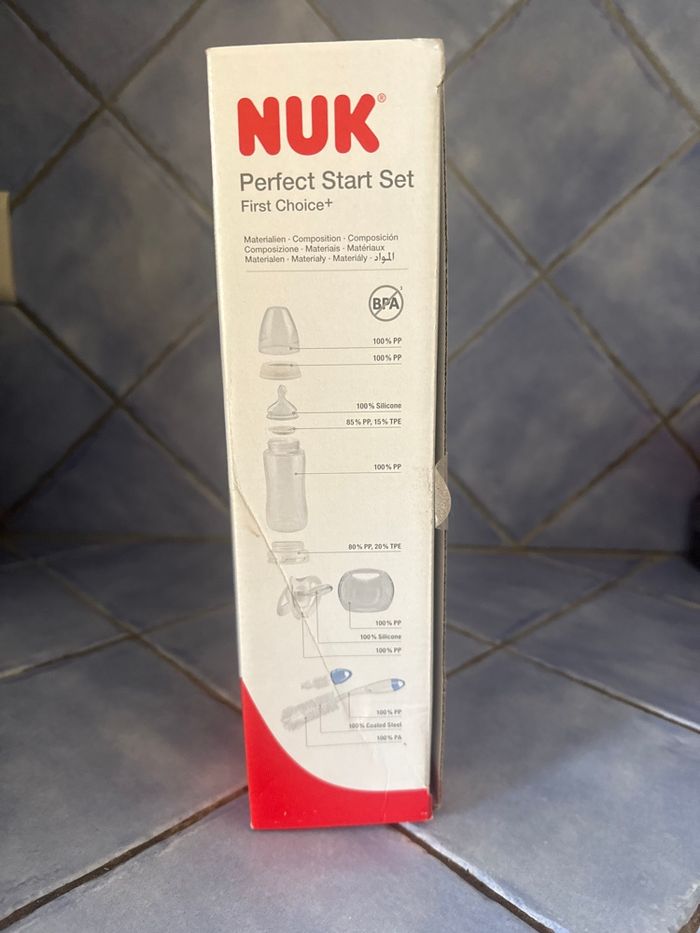 NUK®
Perfect Start Set
First Choice+
Materialien · Composition · Composición
Composizione · Materiais · Matériaux
Materialen · Materiały · Materiály · المواد
BPA
100% PP
100% PP
100% Silicone
85% PP, 15% TPE
100% PP
80% PP, 20% TPE
100% PP
100% Silicone
100% PP
100% PP
100% Coated Steel
100% PA